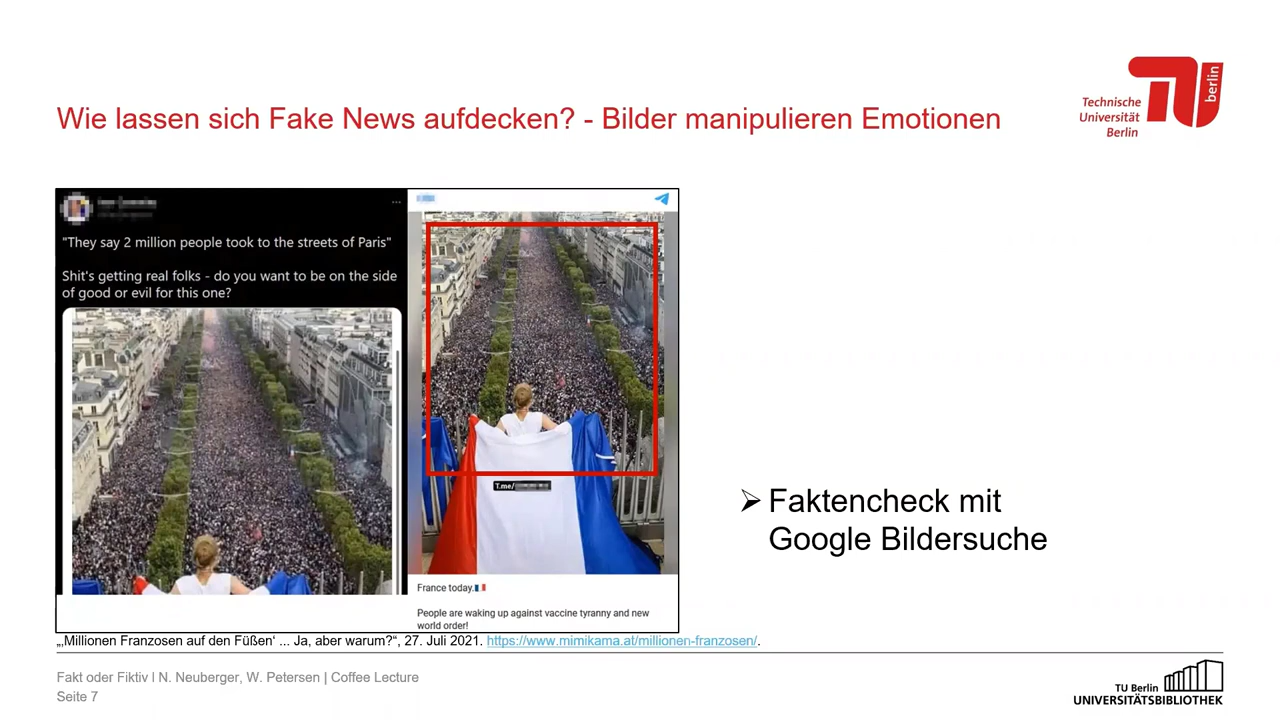 Wie lassen sich Fake News aufdecken? - Bilder manipulieren Emotionen
Technische
Universität
Berlin
berlin
"They say 2 million people took to the streets of Paris"
Shit's getting real folks - do you want to be on the side
of good or evil for this one?
T.me/
France today.
People are waking up against vaccine tyranny and new
world order!
➢ Faktencheck mit
Google Bildersuche
„‚Millionen Franzosen auf den Füßen‘ ... Ja, aber warum?“, 27. Juli 2021. https://www.mimikama.at/millionen-franzosen/.
Fakt oder Fiktiv I N. Neuberger, W. Petersen | Coffee Lecture
Seite 7
TU Berlin
UNIVERSITÄTSBIBLIOTHEK